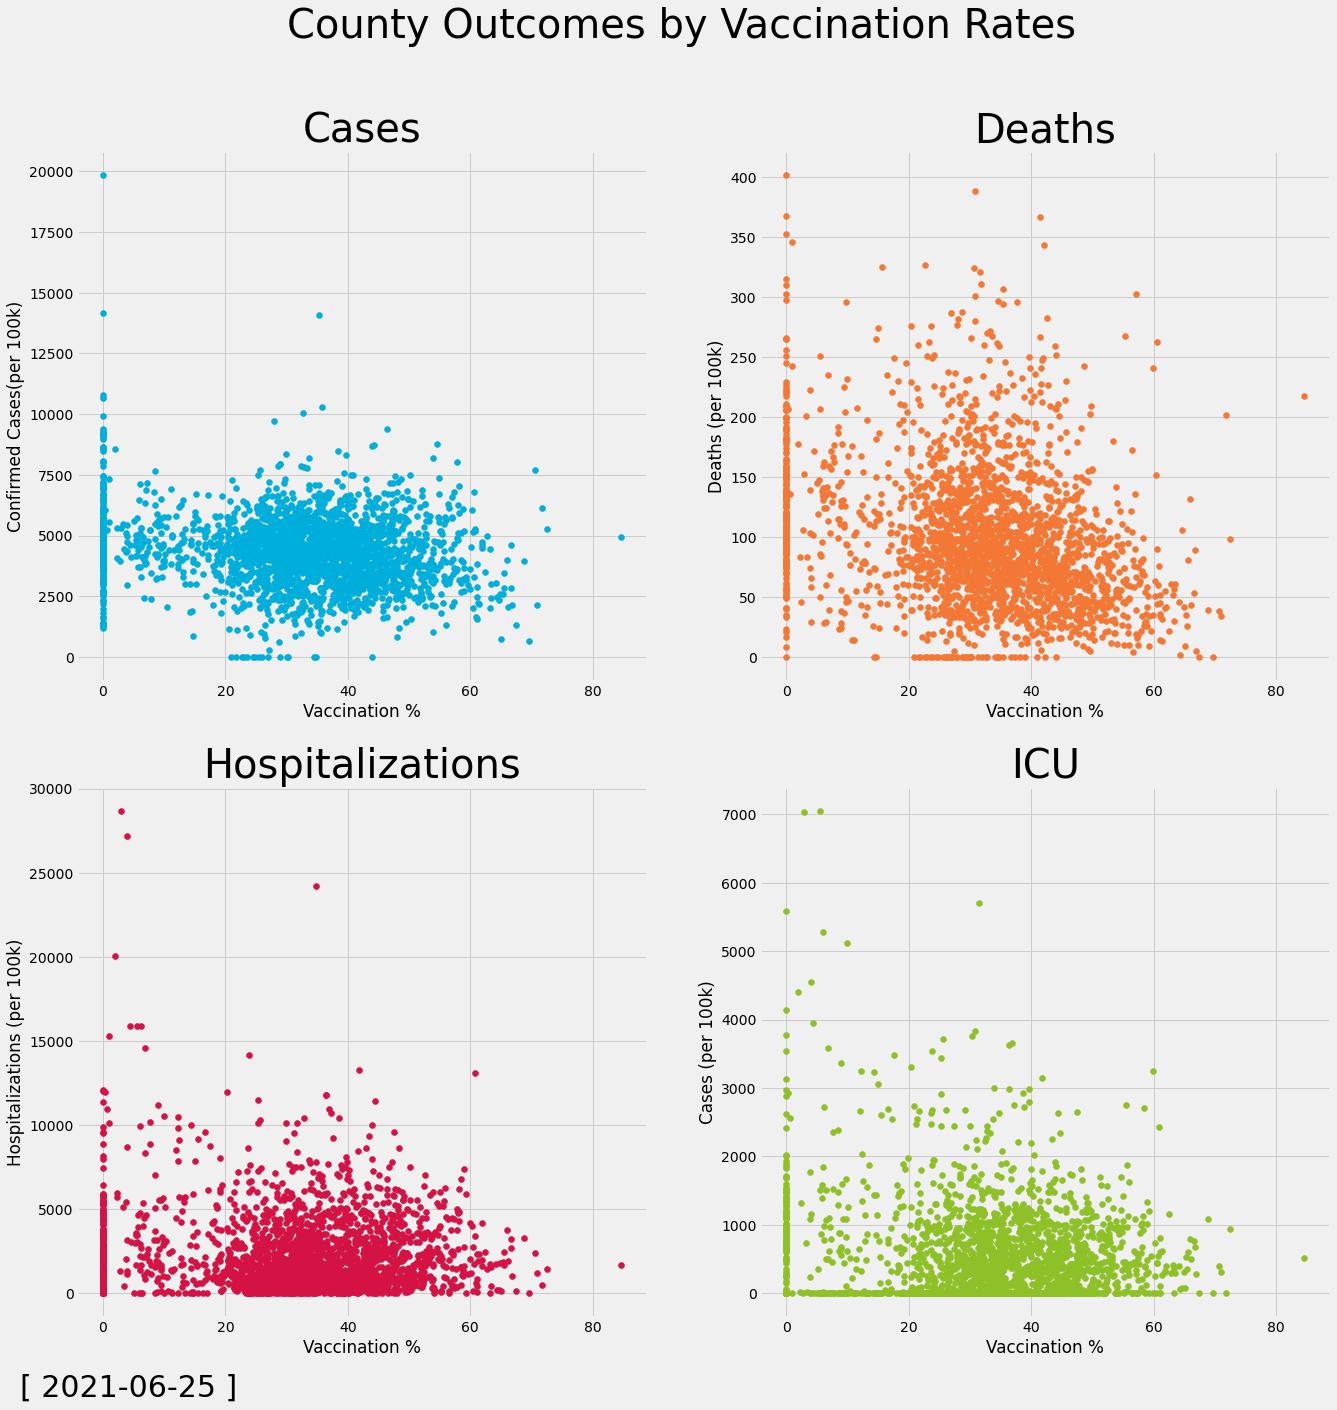 County Outcomes by Vaccination Rates
Cases
Confirmed Cases(per 100k)
20000
17500
15000
12500
10000
7500
5000
2500
0
0 20 40 60 80
Vaccination %
Deaths
Deaths (per 100k)
400
350
300
250
200
150
100
50
0
0 20 40 60 80
Vaccination %
Hospitalizations
Hospitalizations (per 100k)
30000
25000
20000
15000
10000
5000
0
0 20 40 60 80
Vaccination %
ICU
Cases (per 100k)
7000
6000
5000
4000
3000
2000
1000
0
0 20 40 60 80
Vaccination %
[ 2021-06-25 ]